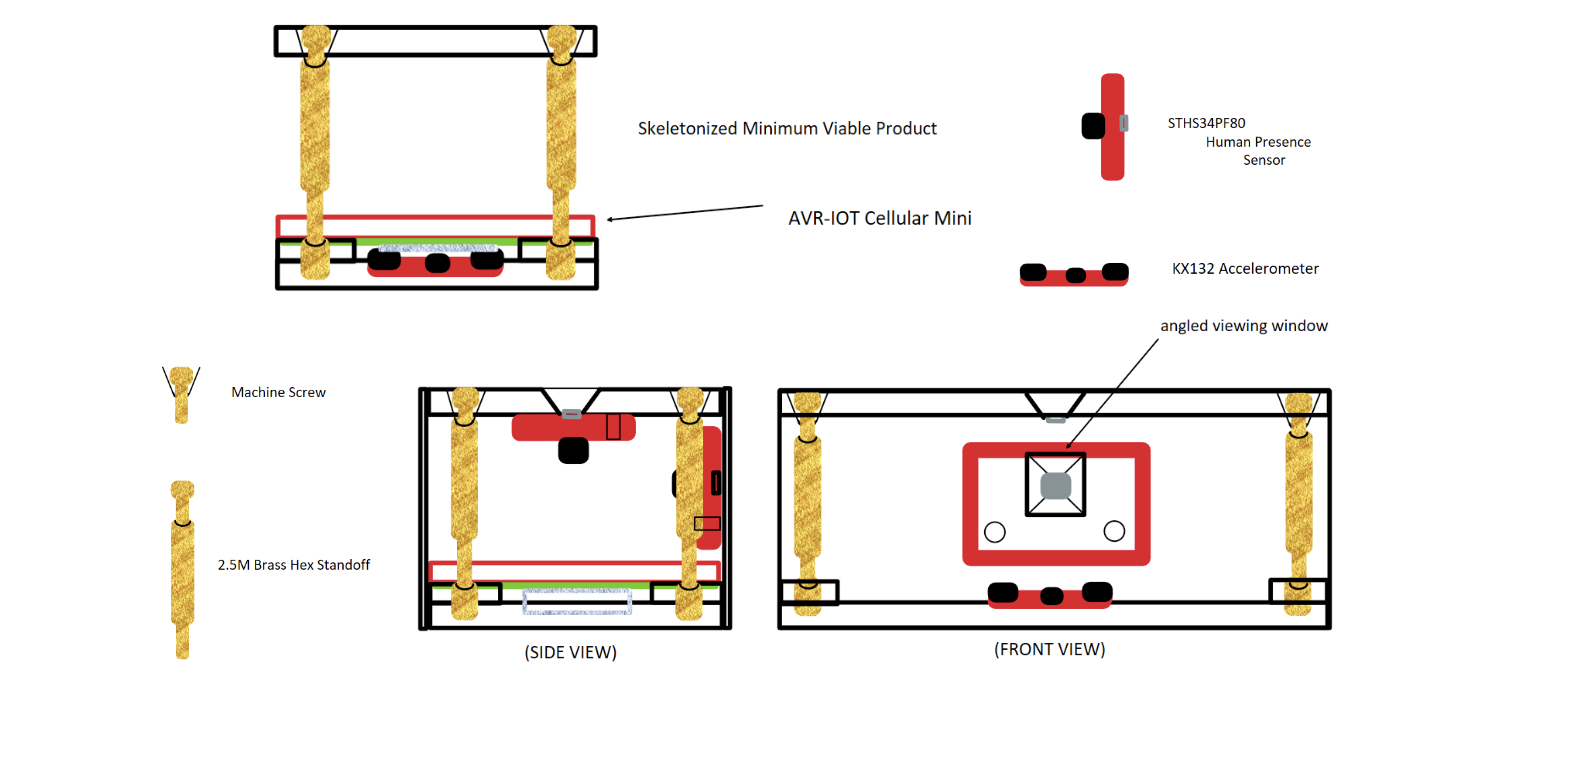 Skeletonized Minimum Viable Product
STHS34PF80
Human Presence
Sensor
AVR-IOT Cellular Mini
KX132 Accelerometer
angled viewing window
Machine Screw
2.5M Brass Hex Standoff
(SIDE VIEW)
(FRONT VIEW)